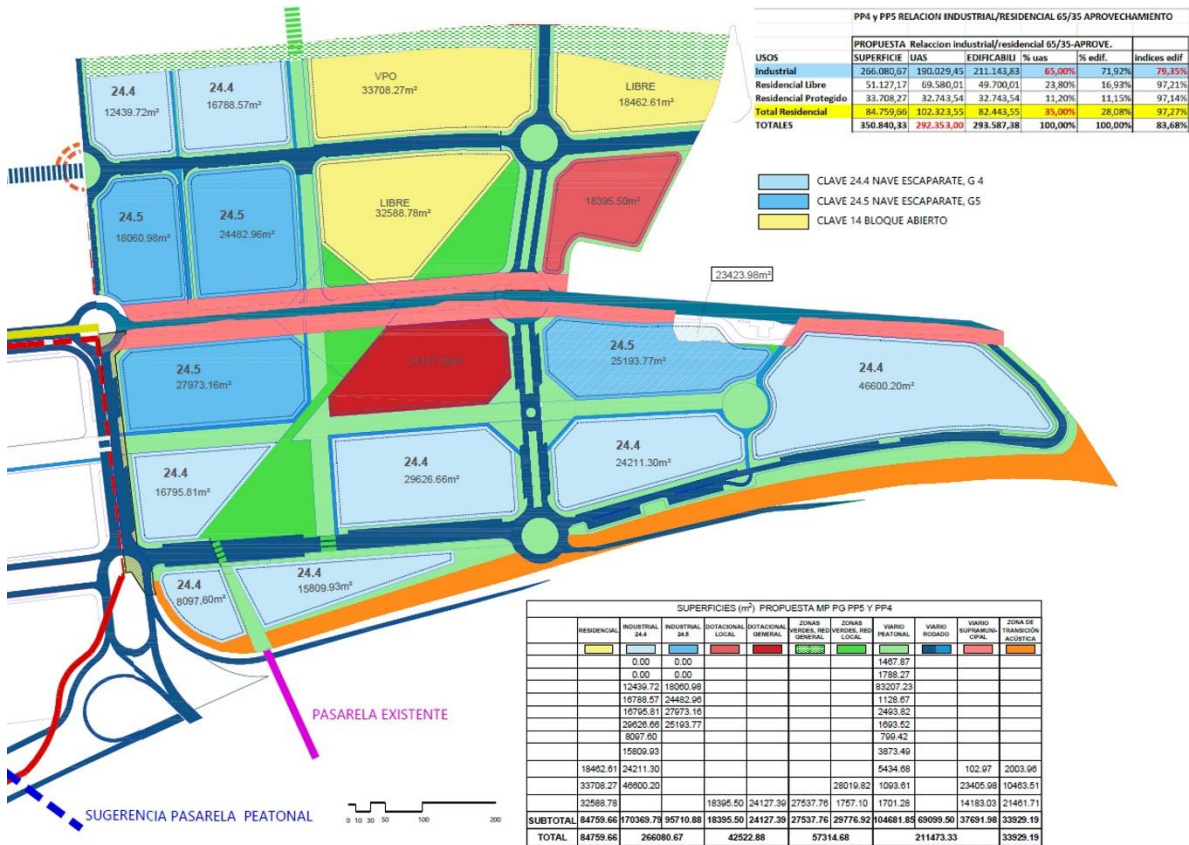 PP4 y PP5 RELACION INDUSTRIAL/RESIDENCIAL 65/35 APROVECHAMIENTO
PROPUESTA Relaccion industrial/residencial 65/35-APROVE.
USOS SUPERFICIE UAS EDIFICABILI % uas % edif. indices edif
Industrial 266.080,67 190.029,45 211.143,83 65,00% 71,92% 79,35%
Residencial Libre 51.127,17 69.580,01 49.700,01 23,80% 16,93% 97,21%
Residencial Protegido 33.708,27 32.743,54 32.743,54 11,20% 11,15% 97,14%
Total Residencial 84.759,66 102.323,55 82.443,55 35,00% 28,08% 97,27%
TOTALES 350.840,33 292.353,00 293.587,38 100,00% 100,00% 83,68%
CLAVE 24.4 NAVE ESCAPARATE, G 4
CLAVE 24.5 NAVE ESCAPARATE, G5
CLAVE 14 BLOQUE ABIERTO
24.4
12439.72m²
24.4
16788.57m²
VPO
33708.27m²
LIBRE
18462.61m²
24.5
18060.98m²
24.5
24482.96m²
LIBRE
32588.78m²
18395.50m²
23423.98m²
24.5
27973.16m²
24.5
25193.77m²
24.4
46600.20m²
24.4
16795.81m²
24.4
29626.66m²
24.4
24211.30m²
24.4
8097.60m²
24.4
15809.93m²
PASARELA EXISTENTE
SUGERENCIA PASARELA PEATONAL
0 10 30 50 100 200
SUPERFICIES (m²) PROPUESTA MP PG PP5 Y PP4
RESIDENCIAL INDUSTRIAL 24.4 INDUSTRIAL 24.5 DOTACIONAL LOCAL DOTACIONAL GENERAL ZONAS VERDES, RED GENERAL ZONAS VERDES, RED LOCAL VIARIO PEATONAL VIARIO RODADO VIARIO SUPRAMUNI-CIPAL ZONA DE TRANSICIÓN ACÚSTICA
0.00 0.00 1467.87
0.00 0.00 1788.27
12439.72 18060.98 83207.23
16788.57 24482.96 1128.67
16795.81 27973.16 2493.82
29626.66 25193.77 1693.52
8097.60 799.42
15809.93 3873.49
18462.61 24211.30 5434.68 102.97 2003.96
33708.27 46600.20 28019.82 1093.61 23405.98 10463.51
32588.78 18395.50 24127.39 27537.76 1757.10 1701.28 14183.03 21461.71
SUBTOTAL 84759.66 170369.79 95710.88 18395.50 24127.39 27537.76 29776.92 104681.85 69099.50 37691.98 33929.19
TOTAL 84759.66 266080.67 42522.88 57314.68 211473.33 33929.19